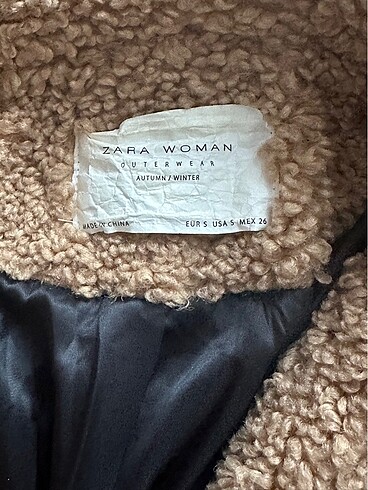 ZARA WOMAN
OUTERWEAR
AUTUMN / WINTER
MADE IN CHINA EUR S USA S MEX 26